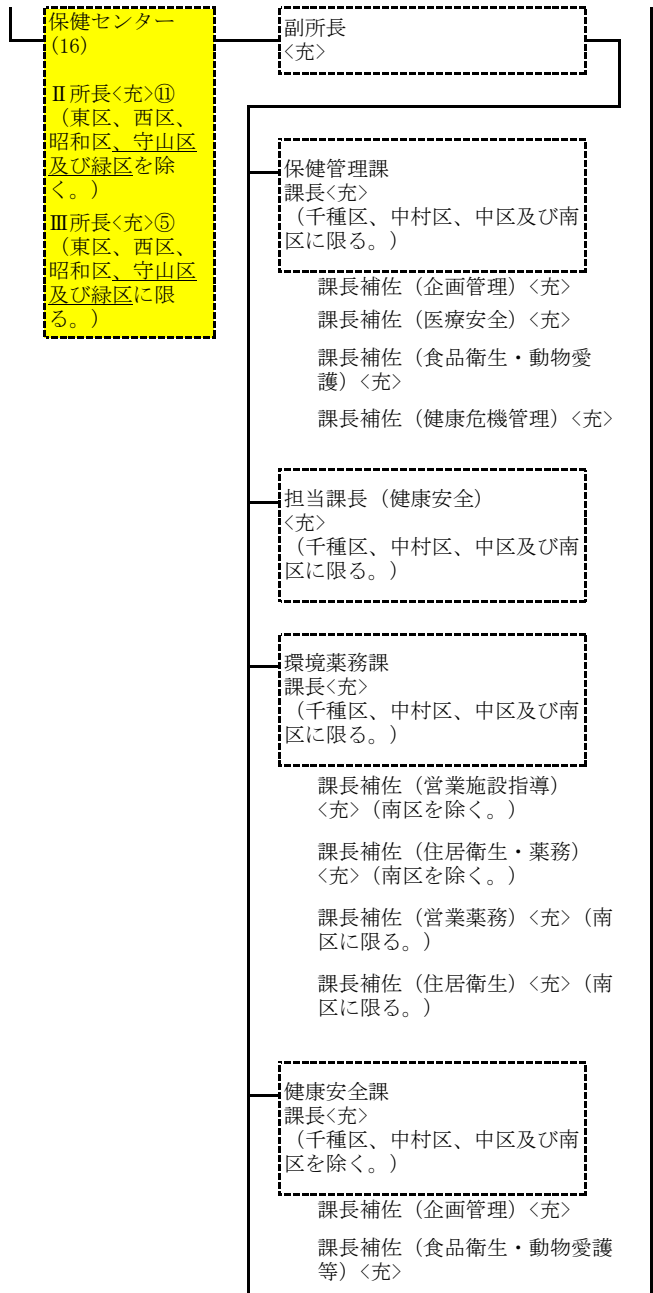 保健センター
(16)
Ⅱ所長<充>⑪
（東区、西区、
昭和区、守山区
及び緑区を除
く。）
Ⅲ所長<充>⑤
（東区、西区、
昭和区、守山区
及び緑区に限
る。）
副所長
<充>
保健管理課
課長<充>
（千種区、中村区、中区及び南
区に限る。）
課長補佐（企画管理）<充>
課長補佐（医療安全）<充>
課長補佐（食品衛生・動物愛
護）<充>
課長補佐（健康危機管理）<充>
担当課長（健康安全）
<充>
（千種区、中村区、中区及び南
区に限る。）
環境薬務課
課長<充>
（千種区、中村区、中区及び南
区に限る。）
課長補佐（営業施設指導）
<充>（南区を除く。）
課長補佐（住居衛生・薬務）
<充>（南区を除く。）
課長補佐（営業薬務）<充>（南
区に限る。）
課長補佐（住居衛生）<充>（南
区に限る。）
健康安全課
課長<充>
（千種区、中村区、中区及び南
区を除く。）
課長補佐（企画管理）<充>
課長補佐（食品衛生・動物愛護
等）<充>